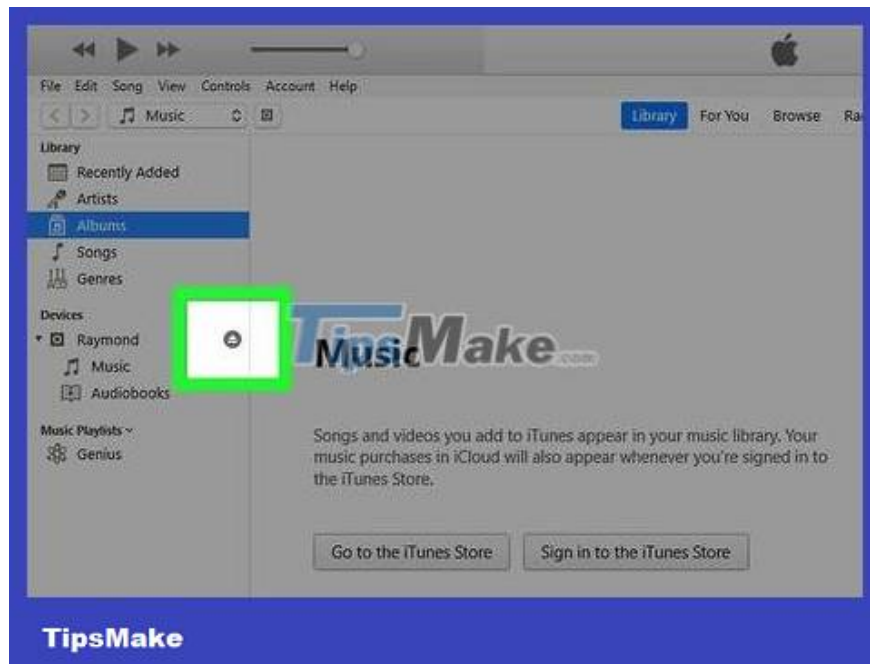 File Edit Song View Controls Account Help
Music
Library For You Browse Ra
Library
Recently Added
Artists
Albums
Songs
Genres
Devices
Raymond
Music
Audiobooks
Music Playlists
Genius
TipsMake.com
Music
Songs and videos you add to iTunes appear in your music library. Your
music purchases in iCloud will also appear whenever you're signed in to
the iTunes Store.
Go to the iTunes Store Sign in to the iTunes Store
TipsMake